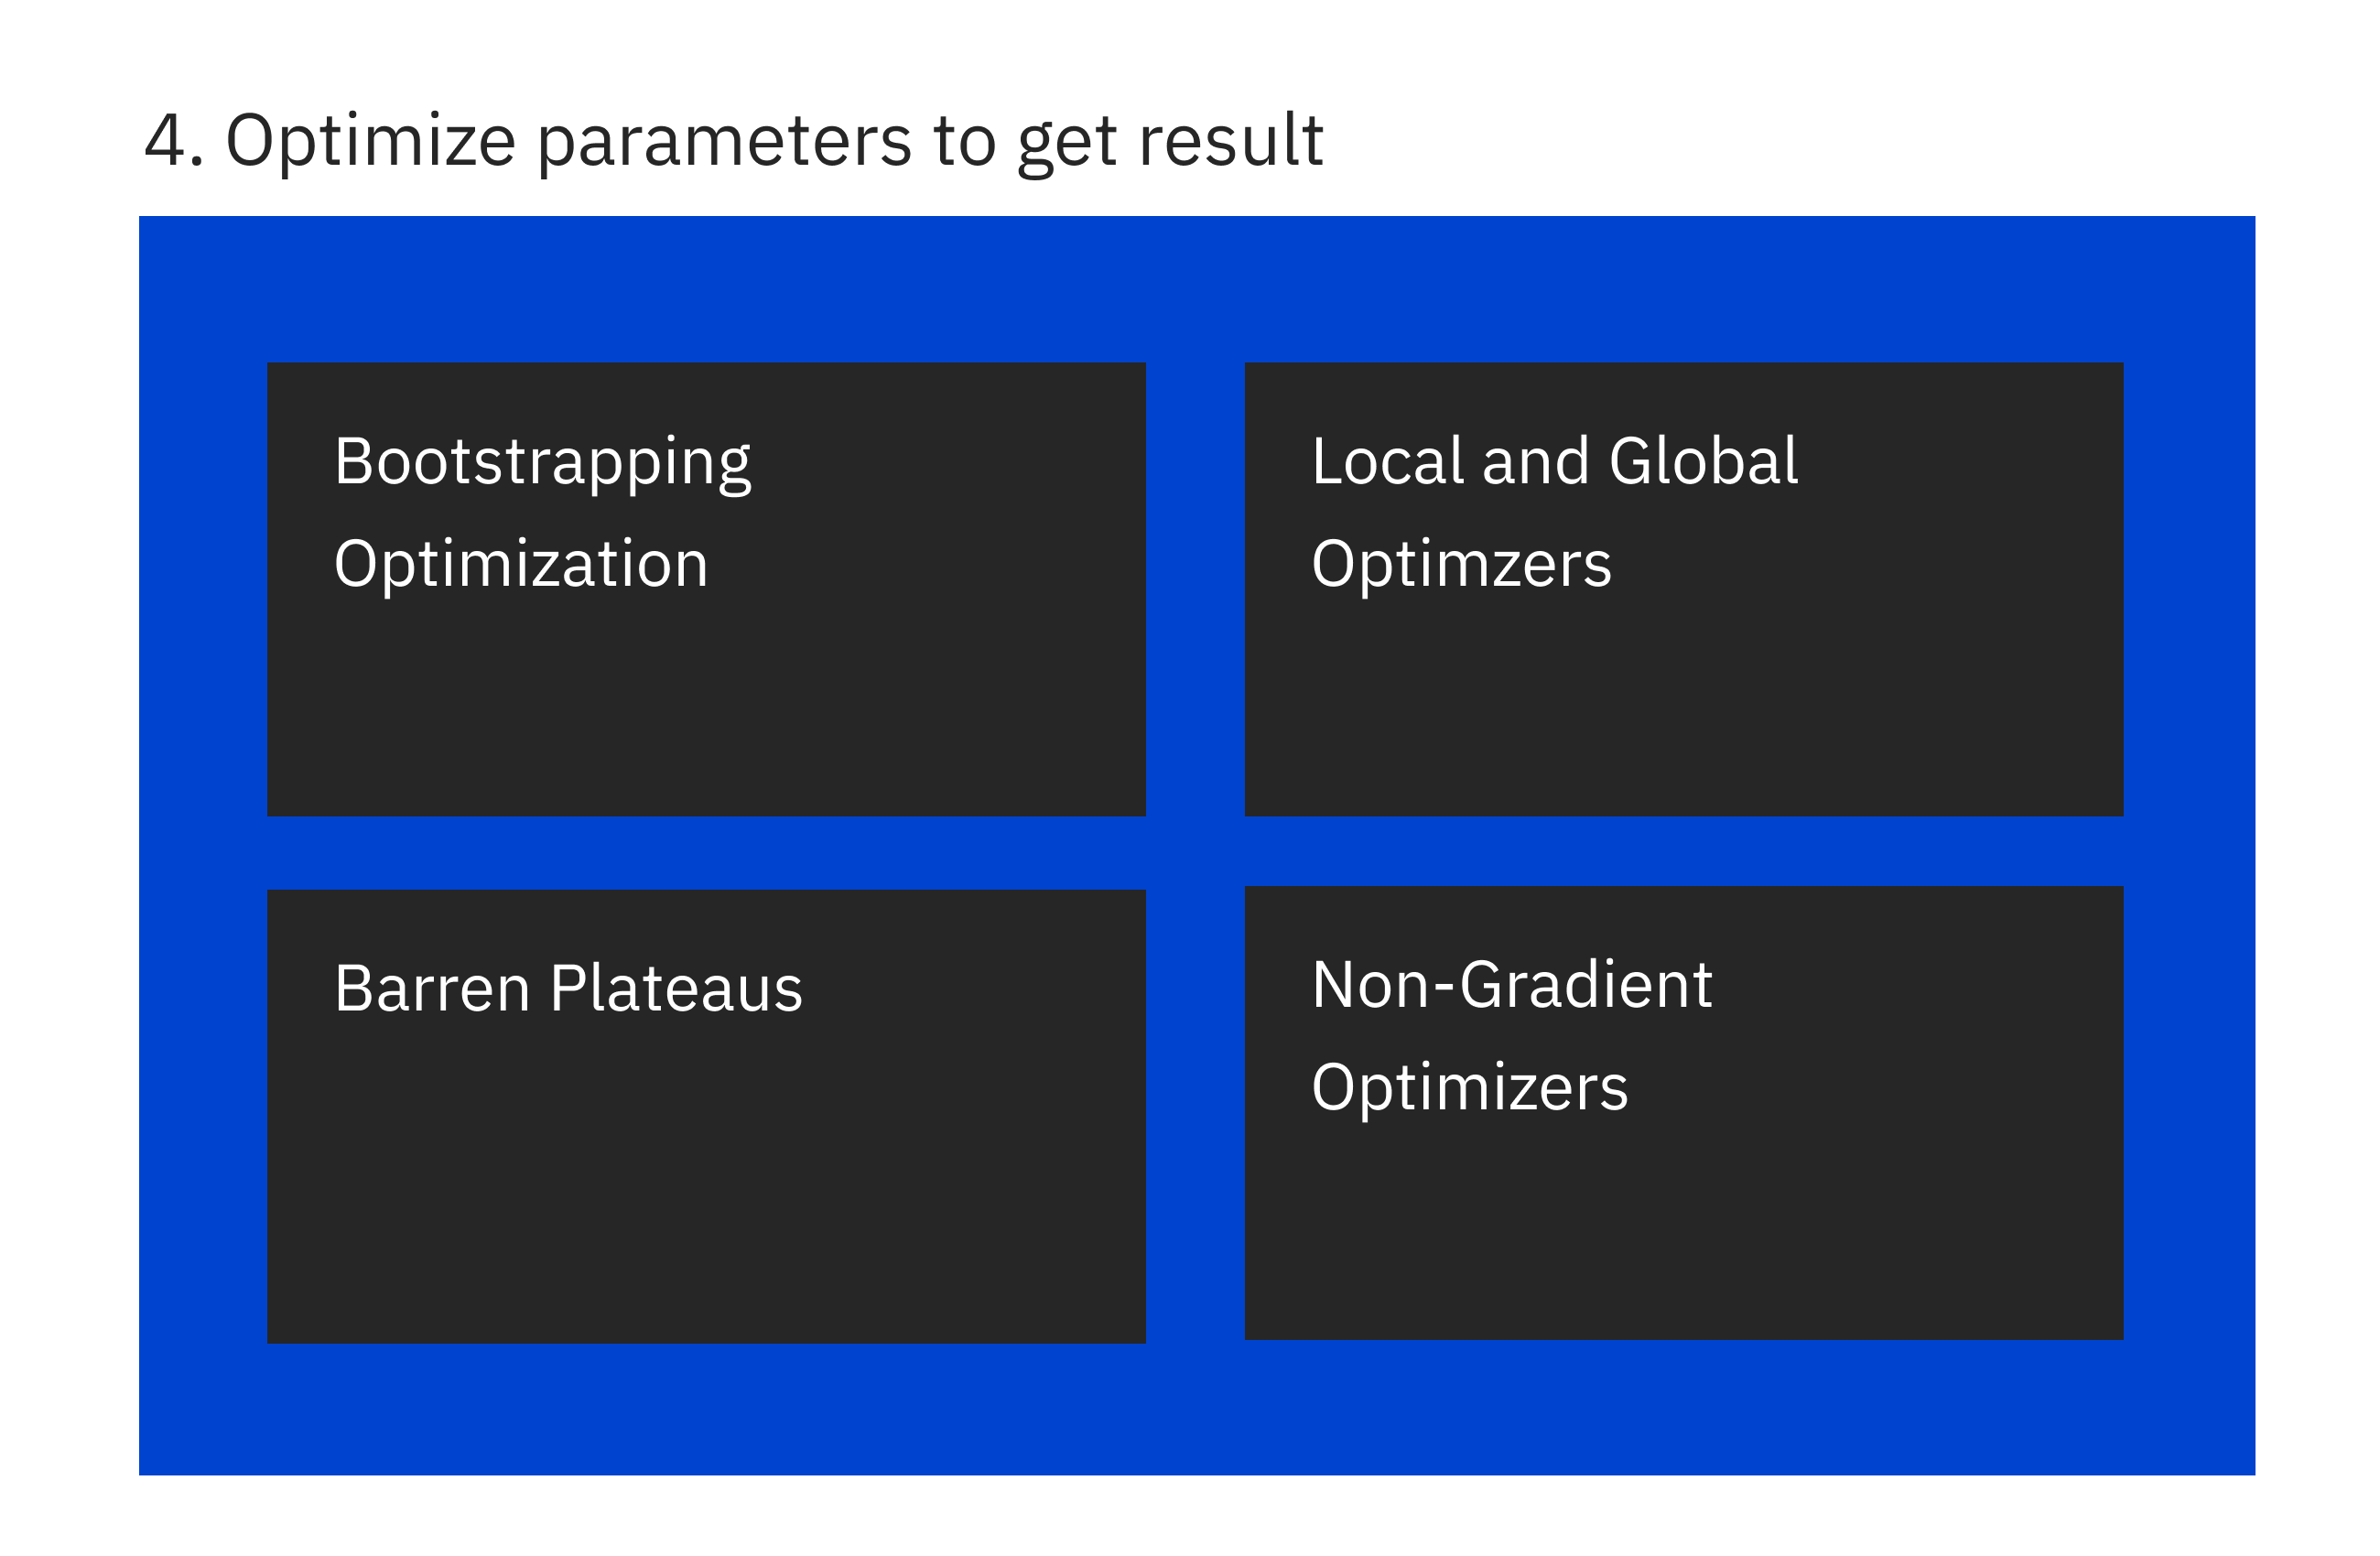 4. Optimize parameters to get result
Bootstrapping
Optimization
Local and Global
Optimzers
Barren Plateaus
Non-Gradient
Optimizers